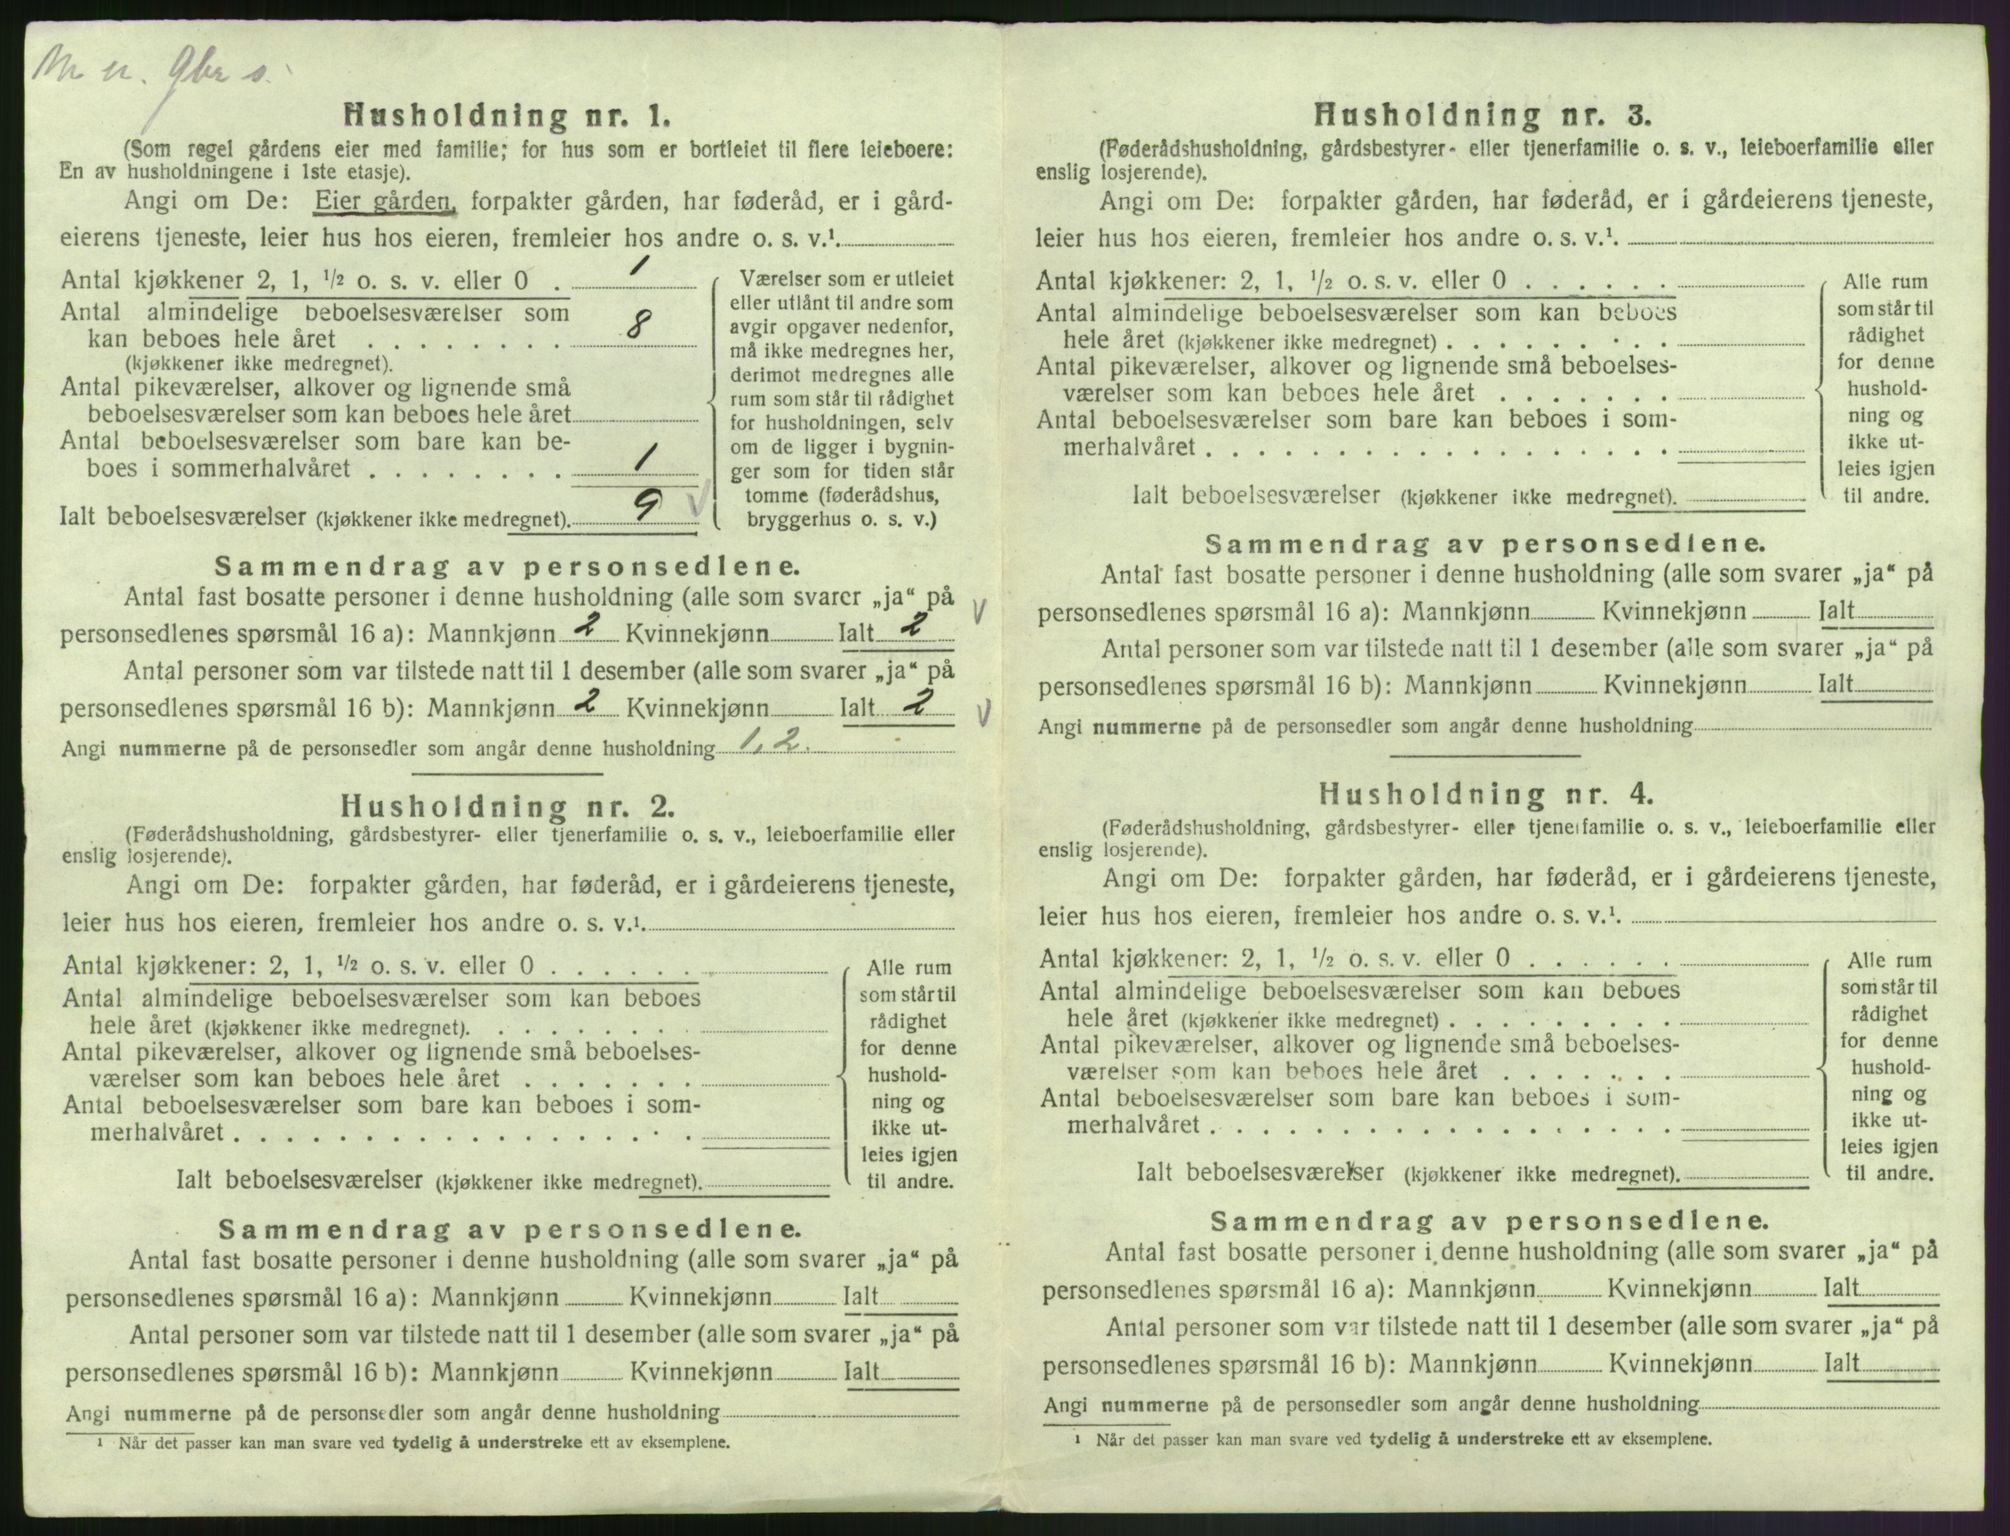 Husholdning nr. 1.
(Som regel gårdens eier med familie; for hus som er bortleiet til flere leieboere:
En av husholdningene i 1ste etasje).
Angi om De: Eier gården, forpakter gården, har føderåd, er i gård-
eierens tjeneste, leier hus hos eieren, fremleier hos andre o. s. v.¹.
Antal kjøkkener 2, 1, ½ o. s. v. eller 0 . 1
Antal almindelige beboelsesværelser som
kan beboes hele året . . . . . . . . 8
(kjøkkener ikke medregnet).
Antal pikeværelser, alkover og lignende små
beboelsesværelser som kan beboes hele året
Antal beboelsesværelser som bare kan be-
boes i sommerhalvåret . . . . . . . . 1
Ialt beboelsesværelser (kjøkkener ikke medregnet). 9 √
Værelser som er utleiet
eller utlånt til andre som
avgir opgaver nedenfor,
må ikke medregnes her,
derimot medregnes alle
rum som står til rådighet
for husholdningen, selv
om de ligger i bygnin-
ger som for tiden står
tomme (føderådshus,
bryggerhus o. s. v.)
Sammendrag av personsedlene.
Antal fast bosatte personer i denne husholdning (alle som svarer „ja“ på √
personsedlenes spørsmål 16 a): Mannkjønn 2 Kvinnekjønn Ialt 2
Antal personer som var tilstede natt til 1 desember (alle som svarer „ja“ på
personsedlenes spørsmål 16 b): Mannkjønn 2 Kvinnekjønn Ialt 2 √
Angi nummerne på de personsedler som angår denne husholdning 1, 2.
Husholdning nr. 2.
(Føderådshusholdning, gårdsbestyrer- eller tjenerfamilie o. s. v., leieboerfamilie eller
enslig losjerende).
Angi om De: forpakter gården, har føderåd, er i gårdeierens tjeneste,
leier hus hos eieren, fremleier hos andre o. s. v.¹.
Antal kjøkkener: 2, 1, ½ o. s. v. eller 0 . . . . . .
Antal almindelige beboelsesværelser som kan beboes
hele året (kjøkkener ikke medregnet). . . . . . . . .
Antal pikeværelser, alkover og lignende små beboelses-
værelser som kan beboes hele året . . . . . . .
Antal beboelsesværelser som bare kan beboes i som-
merhalvåret . . . . . . . . . . . . . . . . . .
Ialt beboelsesværelser (kjøkkener ikke medregnet).
Alle rum
som står til
rådighet
for denne
hushold-
ning og
ikke ut-
leies igjen
til andre.
Sammendrag av personsedlene.
Antal fast bosatte personer i denne husholdning (alle som svarer „ja“ på
personsedlenes spørsmål 16 a): Mannkjønn Kvinnekjønn Ialt
Antal personer som var tilstede natt til 1 desember (alle som svarer „ja“ på
personsedlenes spørsmål 16 b): Mannkjønn Kvinnekjønn Ialt
Angi nummerne på de personsedler som angår denne husholdning
¹ Når det passer kan man svare ved tydelig å understreke ett av eksemplene.
Husholdning nr. 3.
(Føderådshusholdning, gårdsbestyrer- eller tjenerfamilie o. s. v., leieboerfamilie eller
enslig losjerende).
Angi om De: forpakter gården, har føderåd, er i gårdeierens tjeneste,
leier hus hos eieren, fremleier hos andre o. s. v.¹.
Antal kjøkkener: 2, 1, ½ o. s. v. eller 0 . . . . . .
Antal almindelige beboelsesværelser som kan beboes
hele året (kjøkkener ikke medregnet) . . . . . . . . .
Antal pikeværelser, alkover og lignende små beboelses-
værelser som kan beboes hele året . . . . . . .
Antal beboelsesværelser som bare kan beboes i som-
merhalvåret . . . . . . . . . . . . . . . . . .
Ialt beboelsesværelser (kjøkkener ikke medregnet).
Alle rum
som står til
rådighet
for denne
hushold-
ning og
ikke ut-
leies igjen
til andre.
Sammendrag av personsedlene.
Antal fast bosatte personer i denne husholdning (alle som svarer „ja“ på
personsedlenes spørsmål 16 a): Mannkjønn Kvinnekjønn Ialt
Antal personer som var tilstede natt til 1 desember (alle som svarer „ja“ på
personsedlenes spørsmål 16 b): Mannkjønn Kvinnekjønn Ialt
Angi nummerne på de personsedler som angår denne husholdning
Husholdning nr. 4.
(Føderådshusholdning, gårdsbestyrer- eller tjenerfamilie o. s. v., leieboerfamilie eller
enslig losjerende).
Angi om De: forpakter gården, har føderåd, er i gårdeierens tjeneste,
leier hus hos eieren, fremleier hos andre o. s. v.¹.
Antal kjøkkener: 2, 1, ½ o. s. v. eller 0 . . . . . .
Antal almindelige beboelsesværelser som kan beboes
hele året (kjøkkener ikke medregnet) . . . . . . . . .
Antal pikeværelser, alkover og lignende små beboelses-
værelser som kan beboes hele året . . . . . . .
Antal beboelsesværelser som bare kan beboes i som-
merhalvåret . . . . . . . . . . . . . . . . . .
Ialt beboelsesværelser (kjøkkener ikke medregnet).
Alle rum
som står til
rådighet
for denne
hushold-
ning og
ikke ut-
leies igjen
til andre.
Sammendrag av personsedlene.
Antal fast bosatte personer i denne husholdning (alle som svarer „ja“ på
personsedlenes spørsmål 16 a): Mannkjønn Kvinnekjønn Ialt
Antal personer som var tilstede natt til 1 desember (alle som svarer „ja“ på
personsedlenes spørsmål 16 b): Mannkjønn Kvinnekjønn Ialt
Angi nummerne på de personsedler som angår denne husholdning
¹ Når det passer kan man svare ved tydelig å understreke ett av eksemplene.